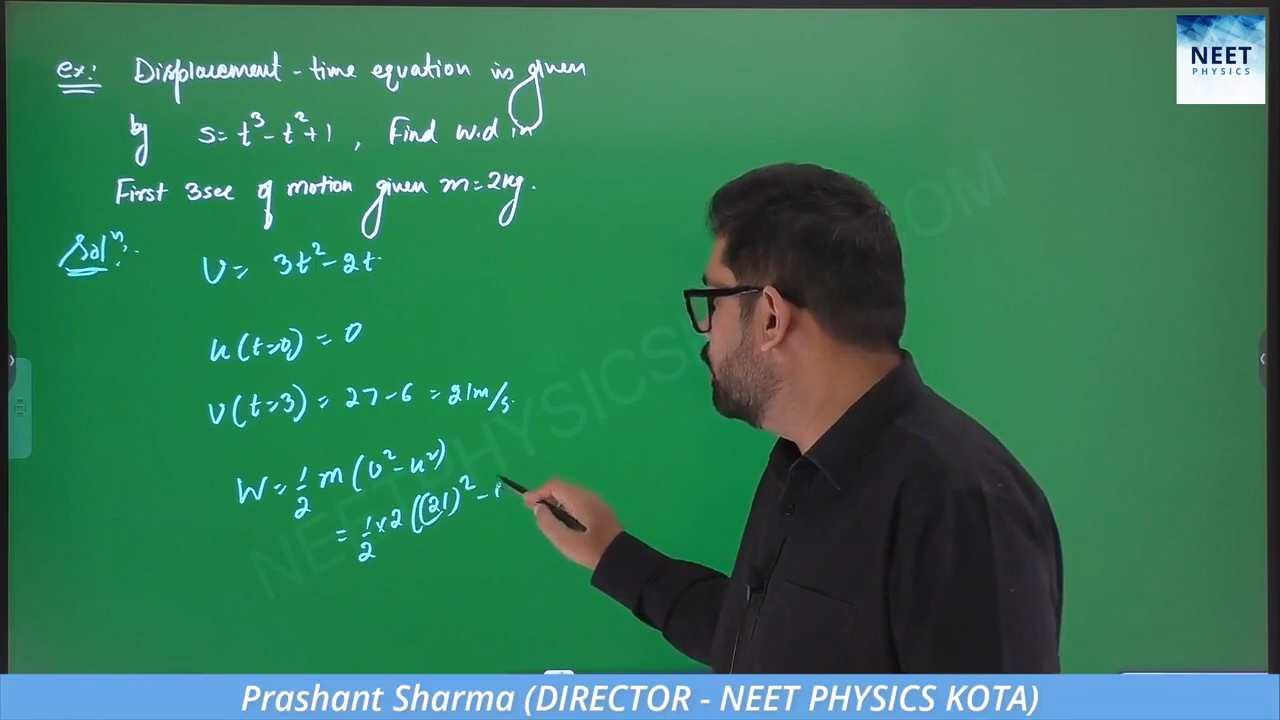 NEET
PHYSICS
ex:  Displacement - time equation is given
by  s = t³ - t² + 1 , Find w.d in
First 3sec of motion given m = 2kg.
Solⁿ:  v = 3t² - 2t
u(t=0) = 0
v(t=3) = 27 - 6 = 21m/s.
W = 1/2 m (v² - u²)
= 1/2 × 2 ((21)² -
Prashant Sharma (DIRECTOR - NEET PHYSICS KOTA)